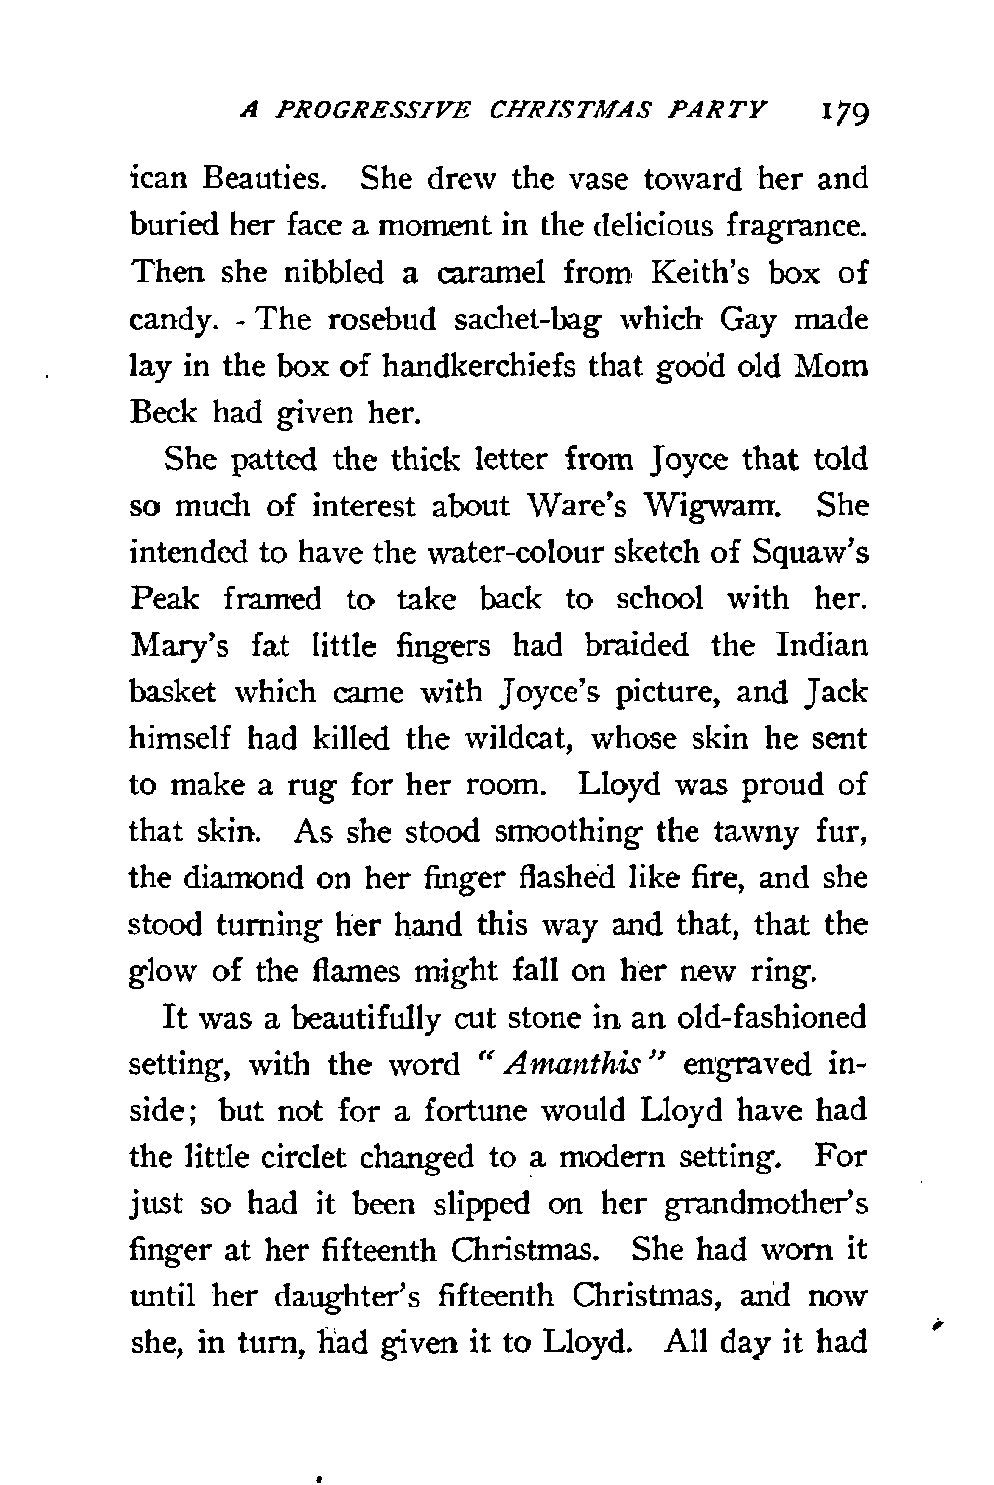 A PROGRESSIVE CHRISTMAS PARTY 179
ican Beauties. She drew the vase toward her and
buried her face a moment in the delicious fragrance.
Then she nibbled a caramel from Keith's box of
candy. - The rosebud sachet-bag which Gay made
lay in the box of handkerchiefs that good old Mom
Beck had given her.
She patted the thick letter from Joyce that told
so much of interest about Ware's Wigwam. She
intended to have the water-colour sketch of Squaw's
Peak framed to take back to school with her.
Mary's fat little fingers had braided the Indian
basket which came with Joyce's picture, and Jack
himself had killed the wildcat, whose skin he sent
to make a rug for her room. Lloyd was proud of
that skin. As she stood smoothing the tawny fur,
the diamond on her finger flashed like fire, and she
stood turning her hand this way and that, that the
glow of the flames might fall on her new ring.
It was a beautifully cut stone in an old-fashioned
setting, with the word "Amanthis" engraved in-
side; but not for a fortune would Lloyd have had
the little circlet changed to a modern setting. For
just so had it been slipped on her grandmother's
finger at her fifteenth Christmas. She had worn it
until her daughter's fifteenth Christmas, and now
she, in turn, had given it to Lloyd. All day it had